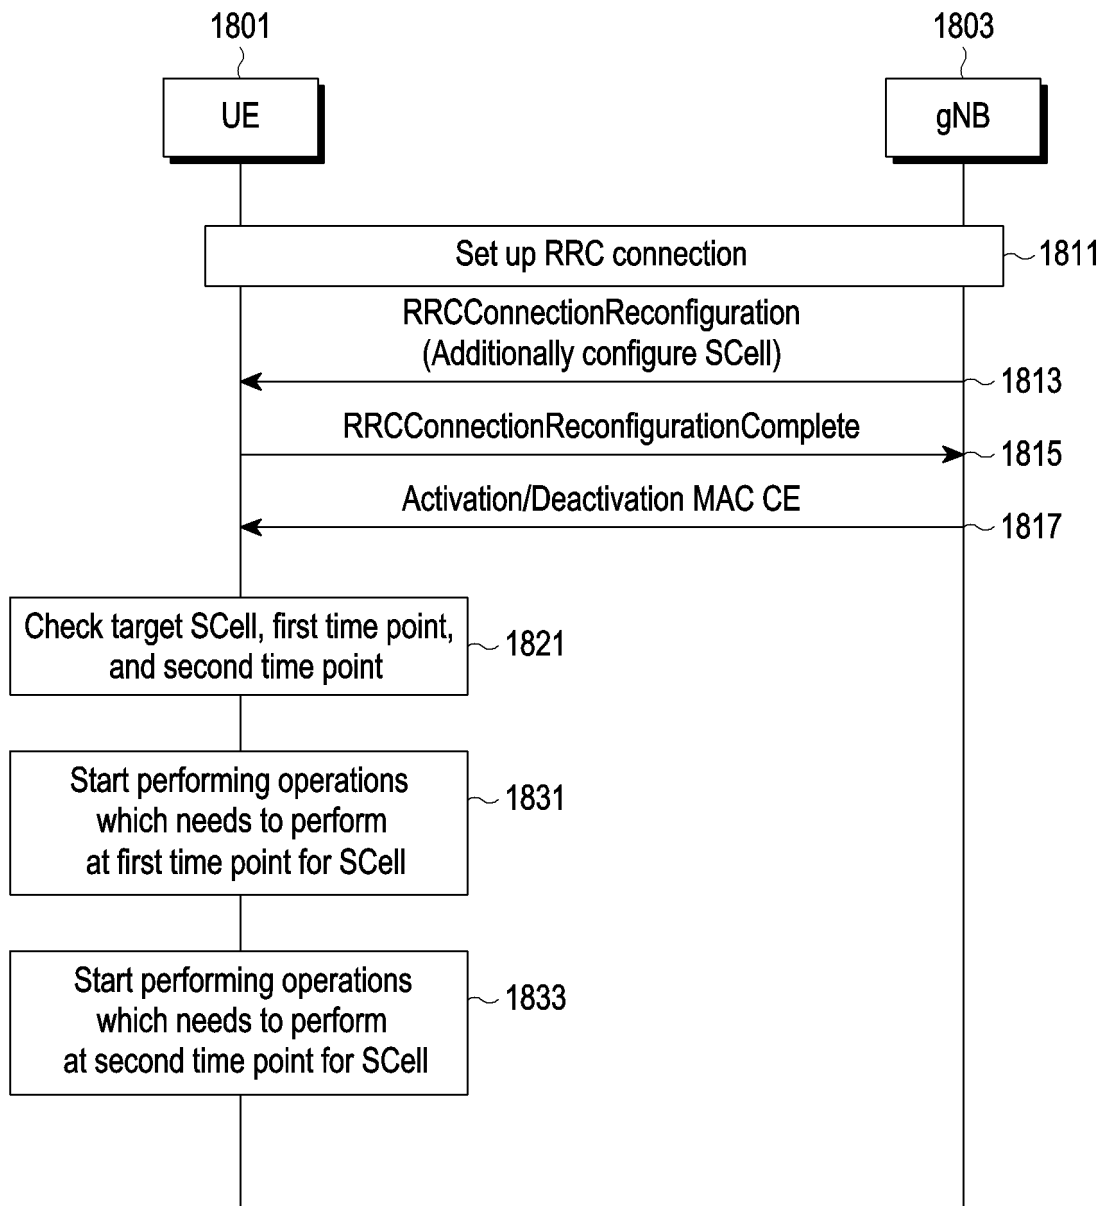 1801
1803
UE
gNB
Set up RRC connection
1811
RRCConnectionReconfiguration
(Additionally configure SCell)
1813
RRCConnectionReconfigurationComplete
1815
Activation/Deactivation MAC CE
1817
Check target SCell, first time point,
and second time point
1821
Start performing operations
which needs to perform
at first time point for SCell
1831
Start performing operations
which needs to perform
at second time point for SCell
1833